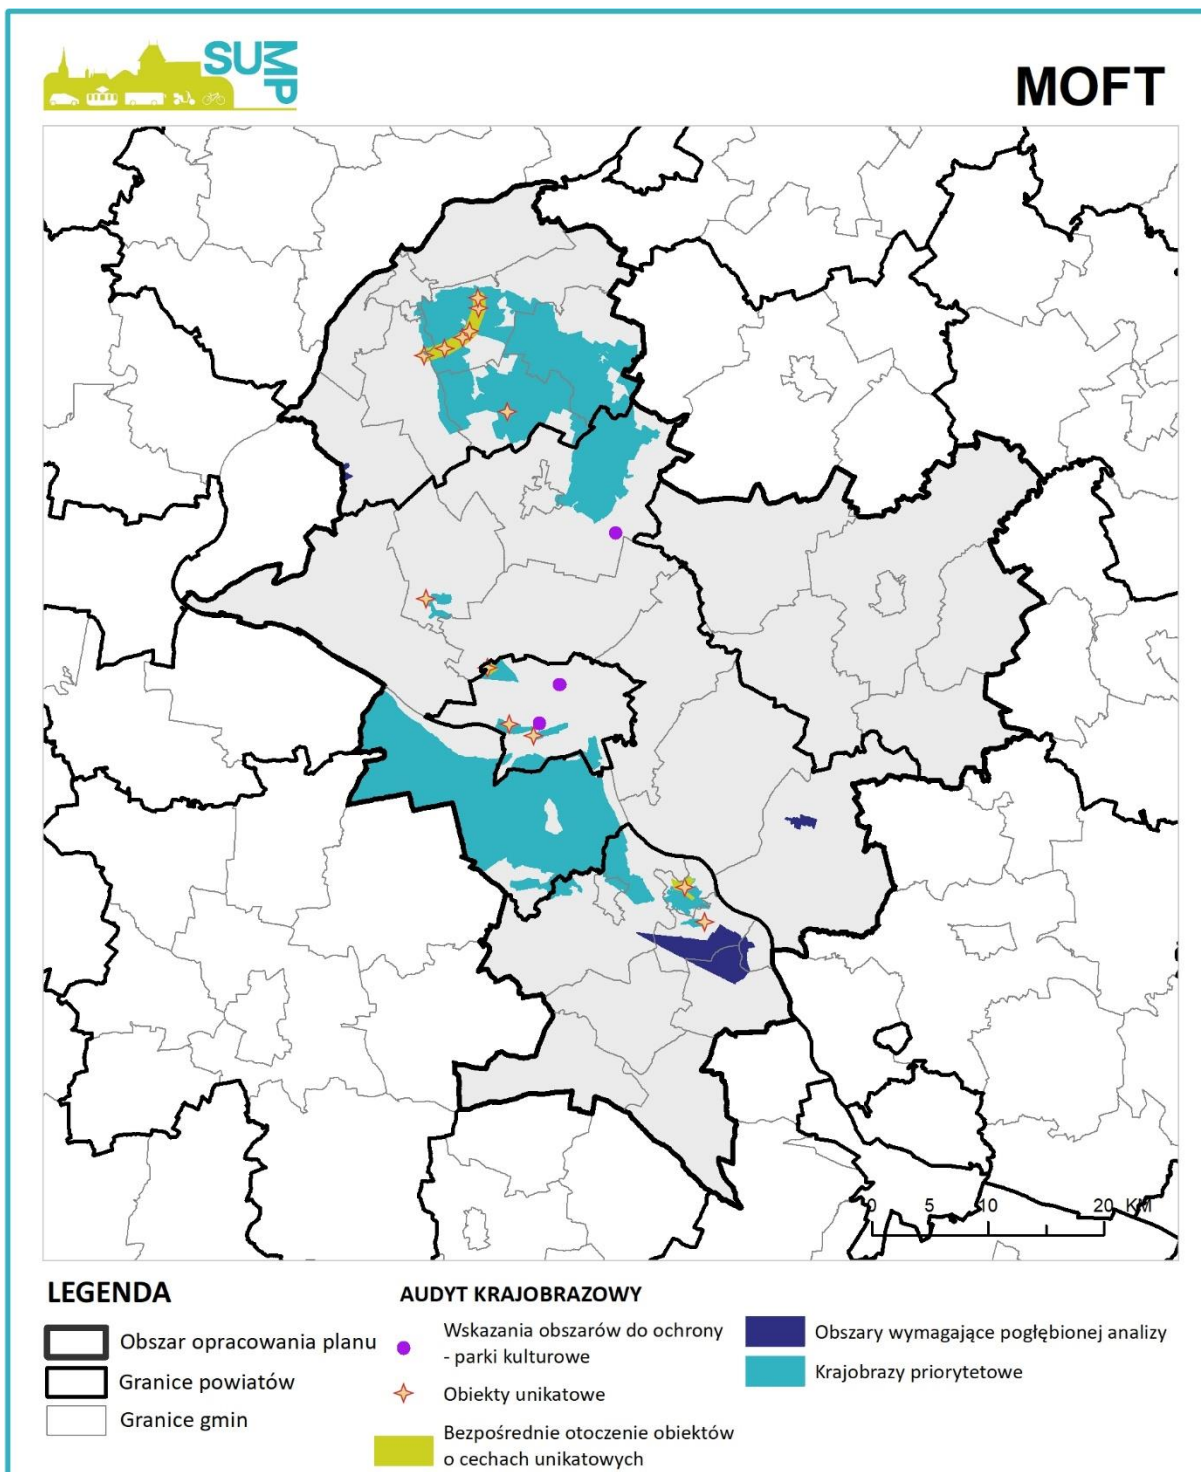 SUMP
MOFT
0 5 10 20 KM
LEGENDA
Obszar opracowania planu
Granice powiatów
Granice gmin
AUDYT KRAJOBRAZOWY
Wskazania obszarów do ochrony
- parki kulturowe
Obiekty unikatowe
Bezpośrednie otoczenie obiektów
o cechach unikatowych
Obszary wymagające pogłębionej analizy
Krajobrazy priorytetowe